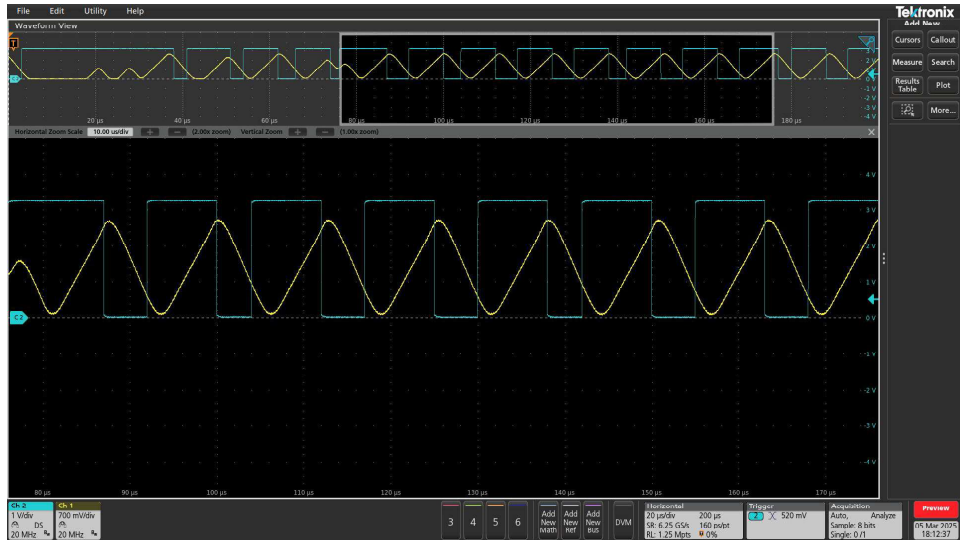 File Edit Utility Help
Tektronix
Waveform View
Add New
Cursors Callout
Measure Search
Results Table Plot
More...
T
3 V
2 V
-1 V
-2 V
-3 V
-4 V
20 µs 40 µs 60 µs 80 µs 100 µs 120 µs 140 µs 160 µs 180 µs
Horizontal Zoom Scale 10.00 us/div + − (2.00x zoom) Vertical Zoom + − (1.00x zoom) X
4 V
3 V
2 V
1 V
C2
0 V
-1 V
-2 V
-3 V
-4 V
80 µs 90 µs 100 µs 110 µs 120 µs 130 µs 140 µs 150 µs 160 µs 170 µs
Ch 2
1 V/div
DS
20 MHz
Ch 1
700 mV/div
20 MHz
3 4 5 6
Add New Math
Add New Ref
Add New Bus
DVM
Horizontal
20 µs/div 200 µs
SR: 6.25 GS/s 160 ps/pt
RL: 1.25 Mpts 0%
Trigger
2 520 mV
Acquisition
Auto, Analyze
Sample: 8 bits
Single: 0/1
Preview
05 Mar 2025
18:12:37